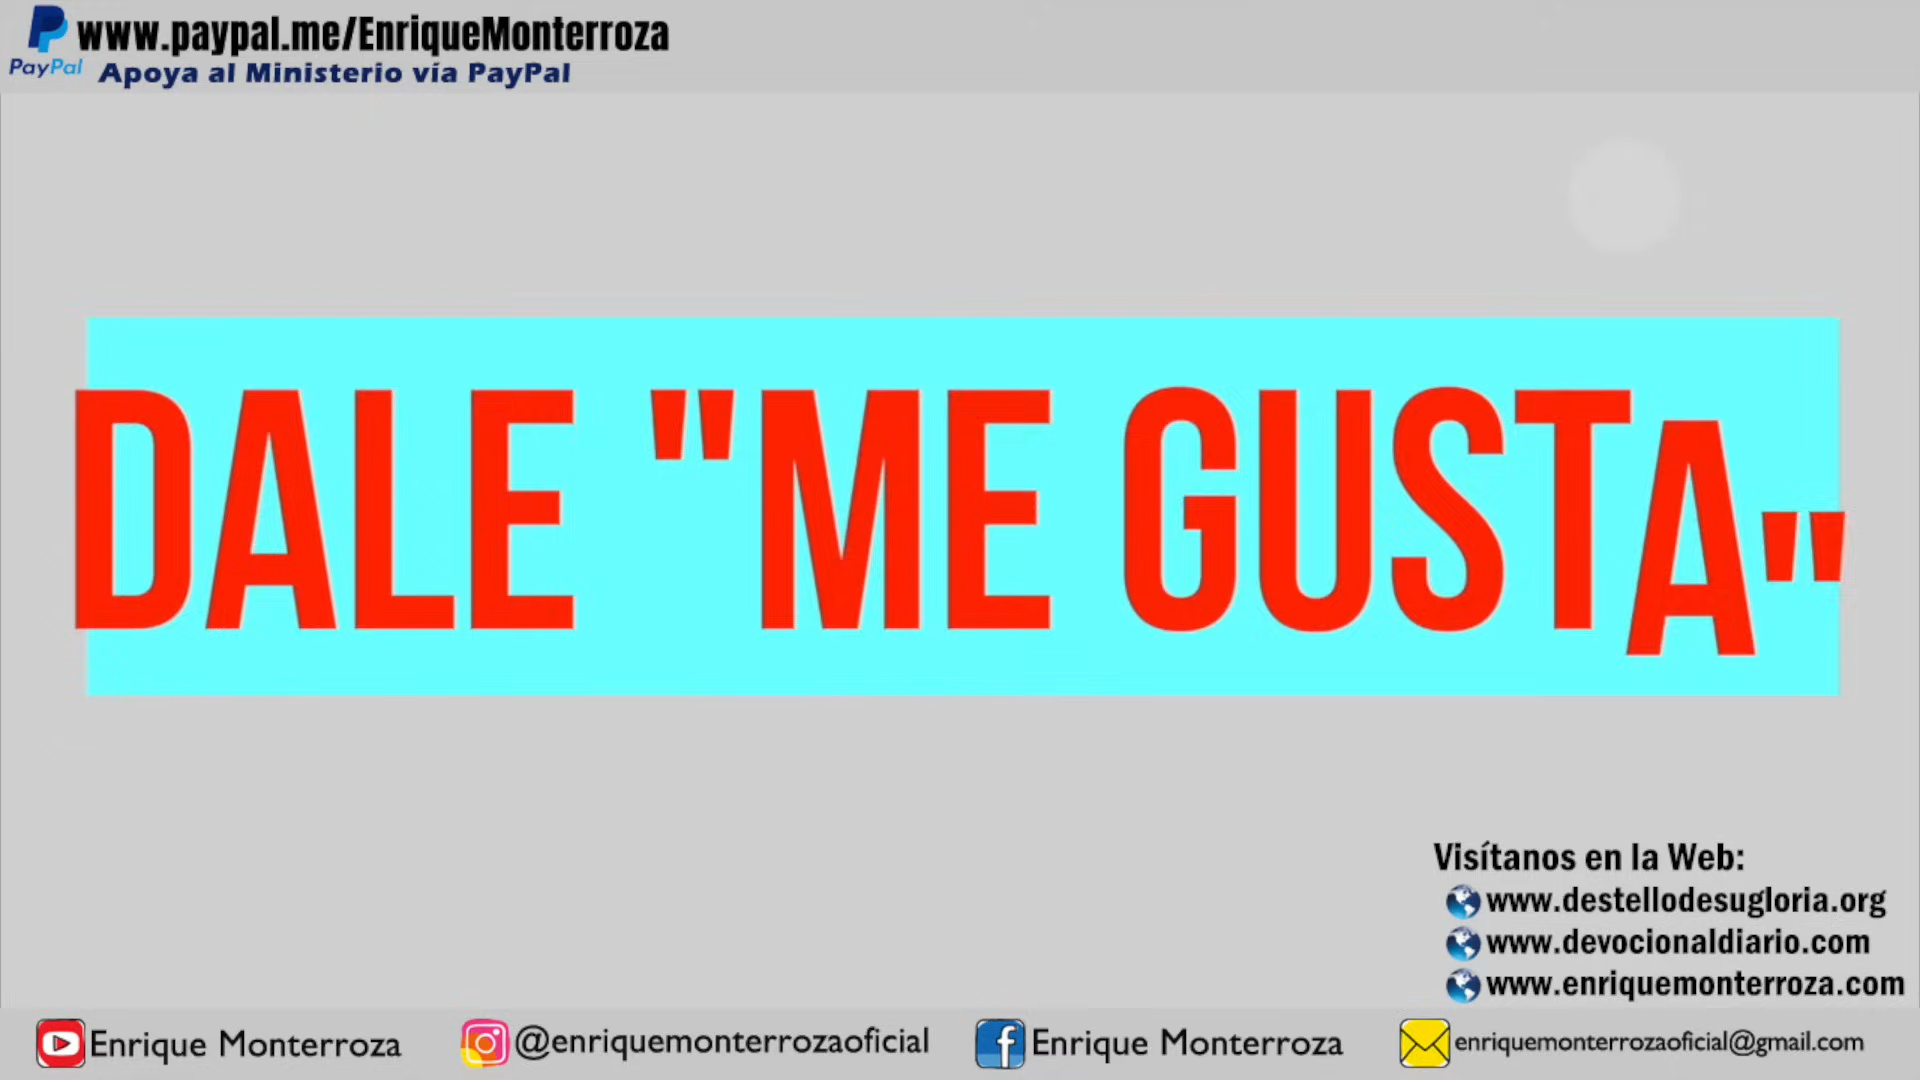 www.paypal.me/EnriqueMonterroza
PayPal
Apoya al Ministerio vía PayPal
DALE "ME GUSTA"
Visítanos en la Web:
www.destellodesugloria.org
www.devocionaldiario.com
www.enriquemonterroza.com
Enrique Monterroza
@enriquemonterrozaoficial
Enrique Monterroza
enriquemonterrozaoficial@gmail.com